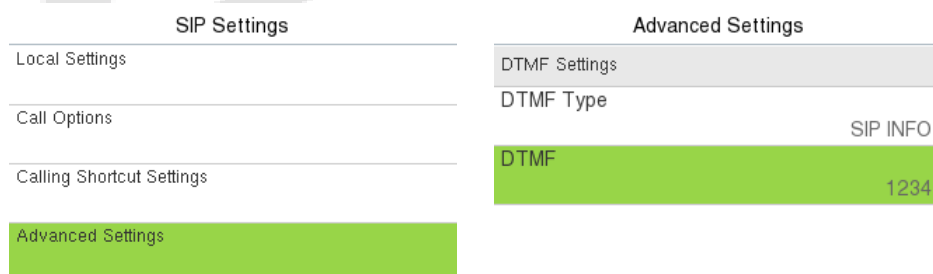 SIP Settings
Local Settings
Call Options
Calling Shortcut Settings
Advanced Settings
Advanced Settings
DTMF Settings
DTMF Type
SIP INFO
DTMF
1234